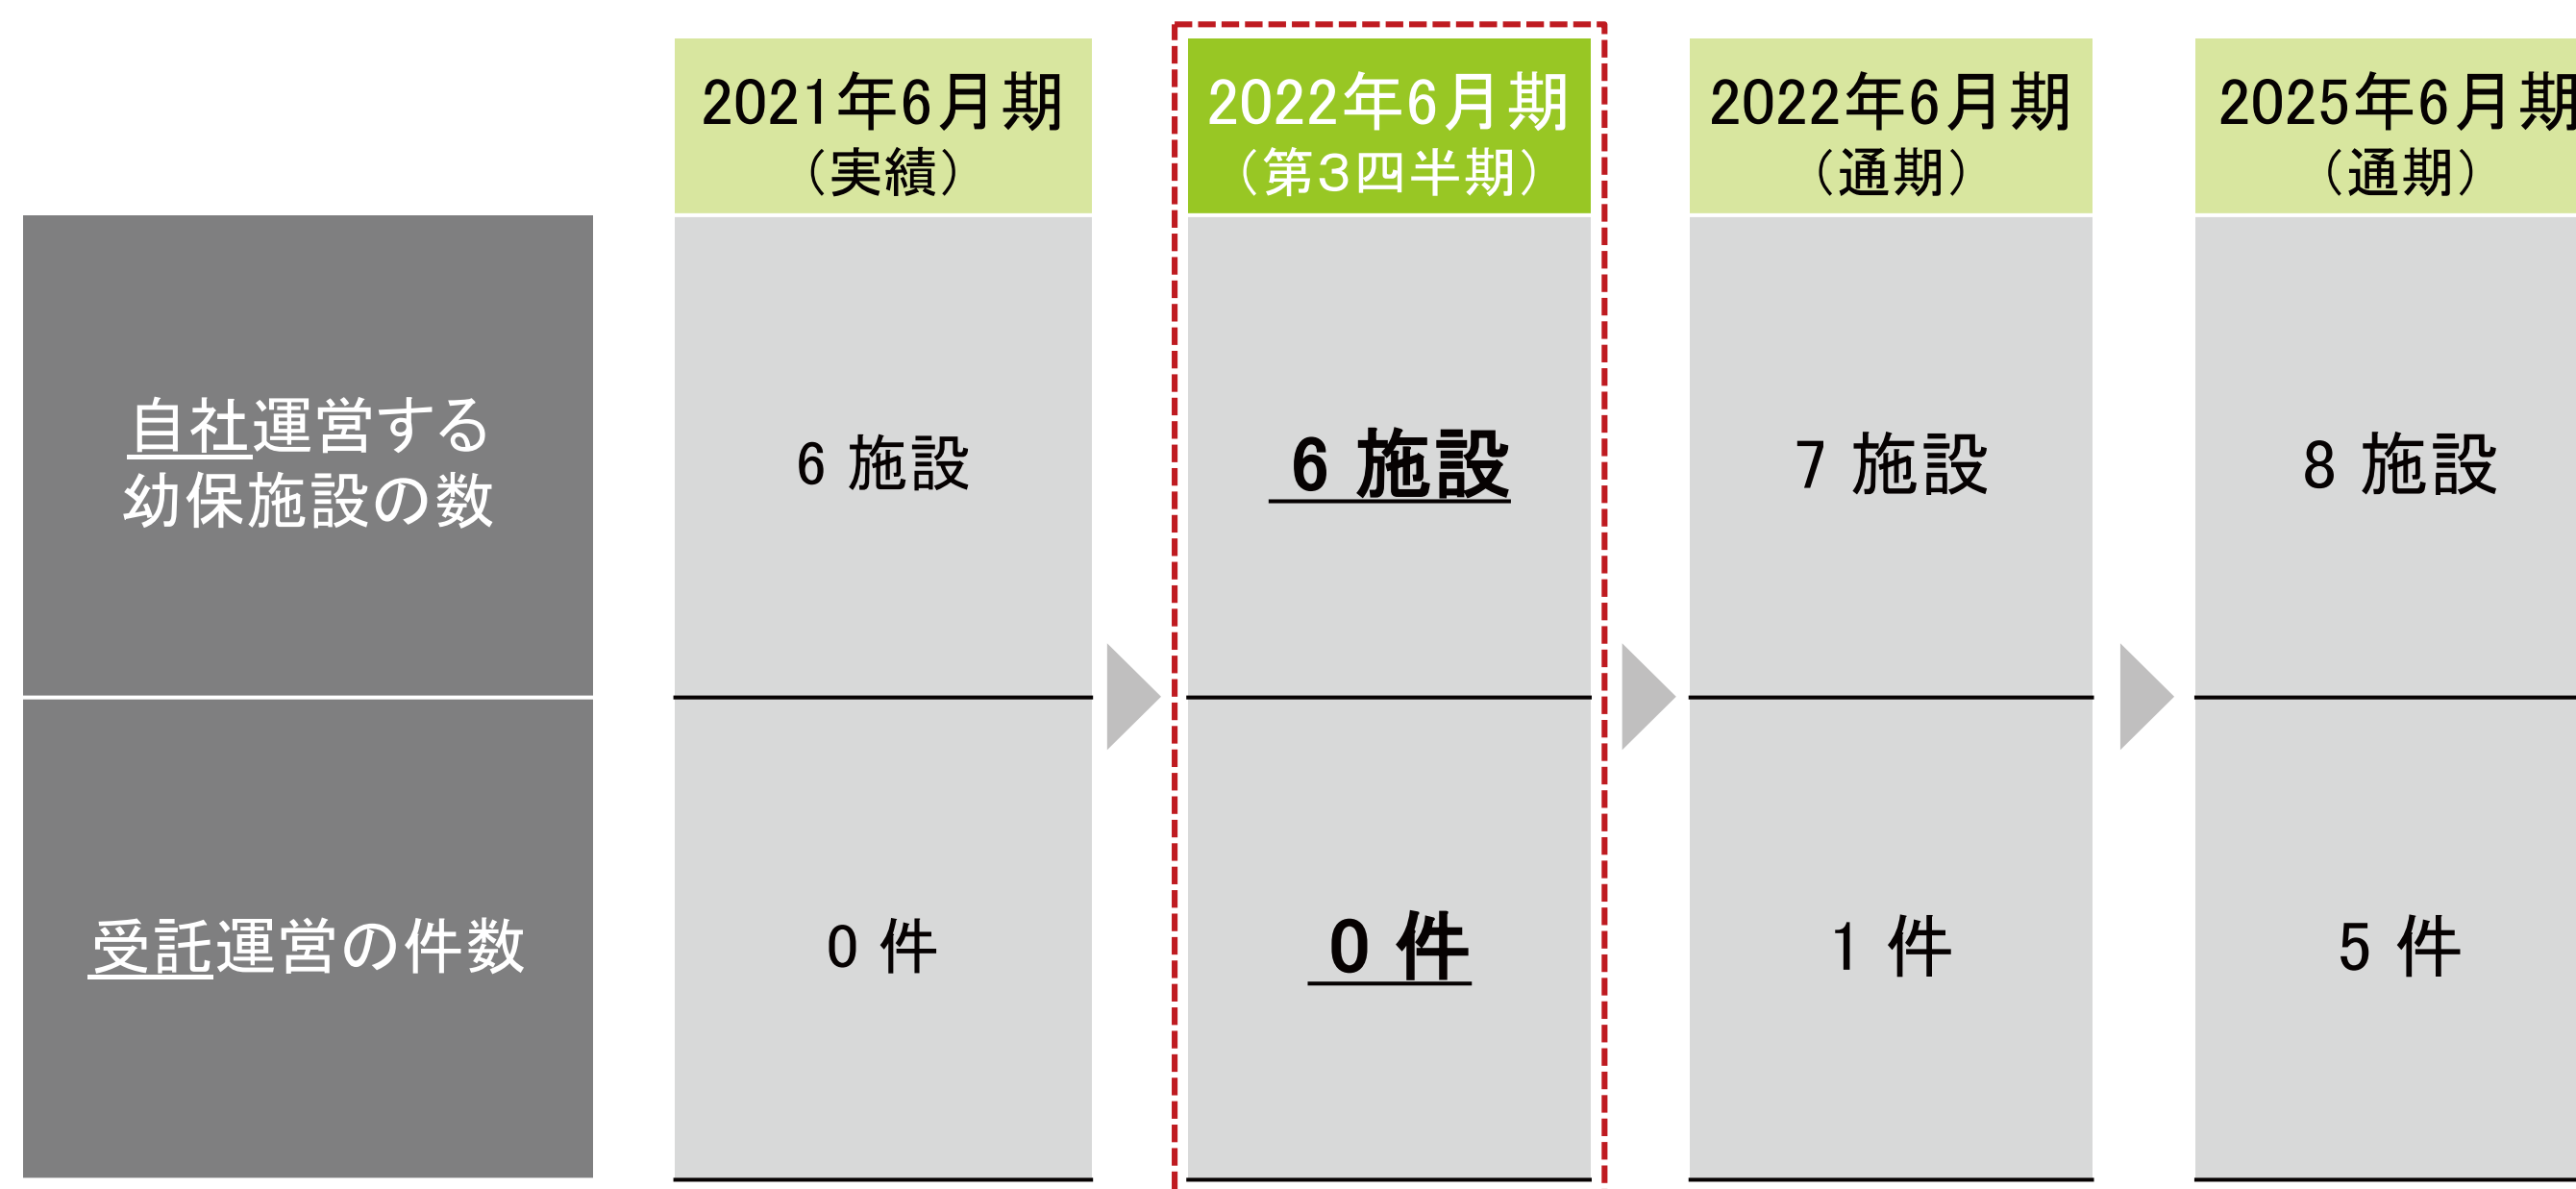 2021年6月期
（実績）
2022年6月期
（第３四半期）
2022年6月期
（通期）
2025年6月期
（通期）
自社運営する
幼保施設の数
6 施設
6 施設
7 施設
8 施設
受託運営の件数
0 件
0 件
1 件
5 件